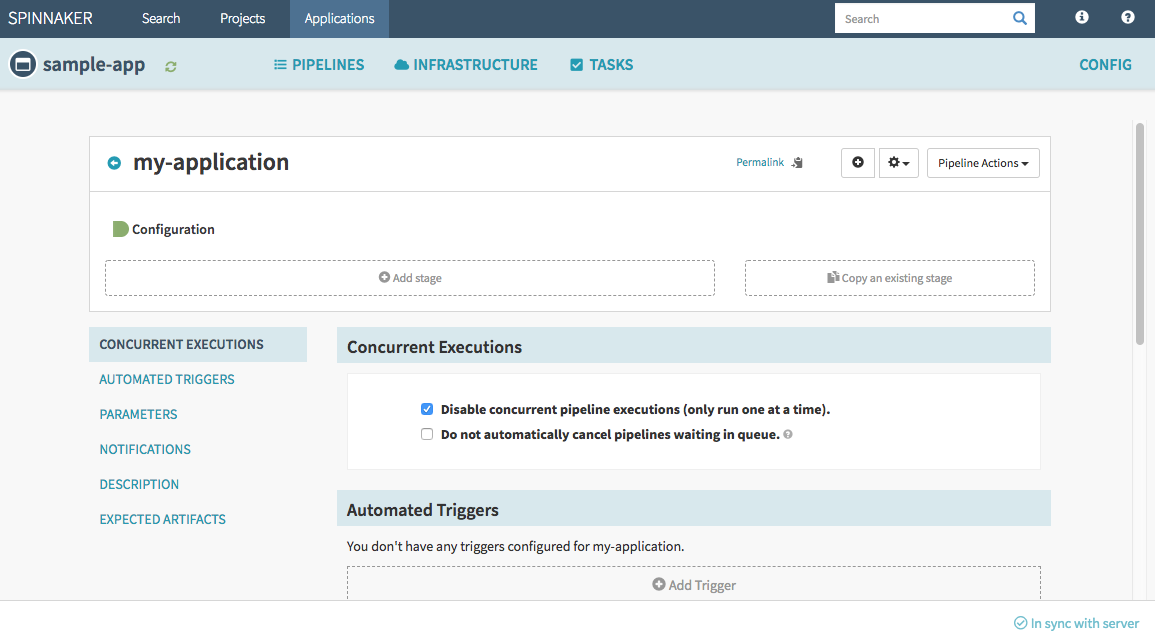 SPINNAKER Search Projects Applications Search
sample-app PIPELINES INFRASTRUCTURE TASKS CONFIG
my-application Permalink Pipeline Actions
Configuration
Add stage Copy an existing stage
CONCURRENT EXECUTIONS
AUTOMATED TRIGGERS
PARAMETERS
NOTIFICATIONS
DESCRIPTION
EXPECTED ARTIFACTS
Concurrent Executions
Disable concurrent pipeline executions (only run one at a time).
Do not automatically cancel pipelines waiting in queue.
Automated Triggers
You don't have any triggers configured for my-application.
Add Trigger
In sync with server